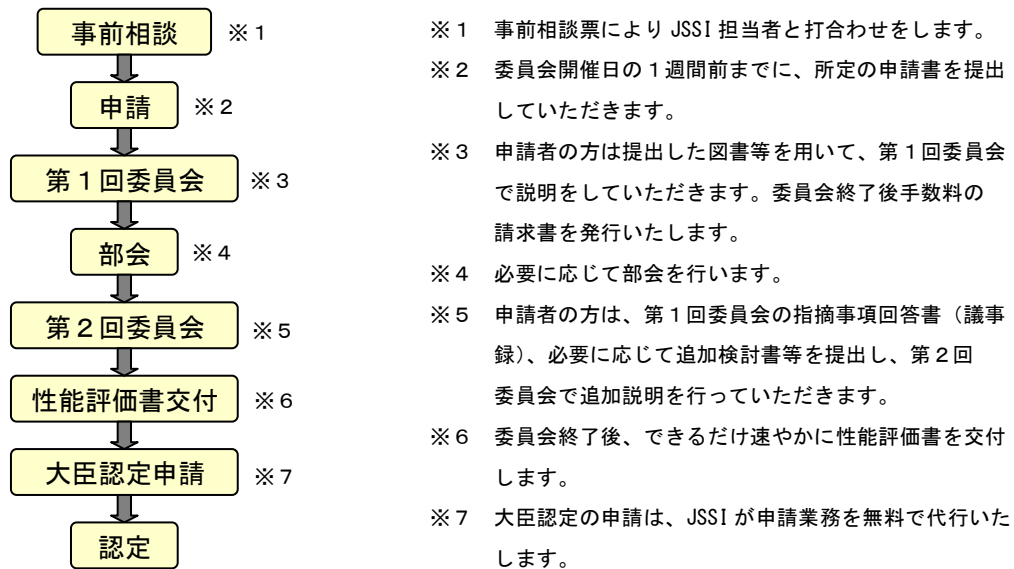 事前相談 ※１
申請 ※２
第１回委員会 ※３
部会 ※４
第２回委員会 ※５
性能評価書交付 ※６
大臣認定申請 ※７
認定
※１ 事前相談票により JSSI 担当者と打合わせをします。
※２ 委員会開催日の１週間前までに、所定の申請書を提出
していただきます。
※３ 申請者の方は提出した図書等を用いて、第１回委員会
で説明をしていただきます。委員会終了後手数料の
請求書を発行いたします。
※４ 必要に応じて部会を行います。
※５ 申請者の方は、第１回委員会の指摘事項回答書（議事
録）、必要に応じて追加検討書等を提出し、第２回
委員会で追加説明を行っていただきます。
※６ 委員会終了後、できるだけ速やかに性能評価書を交付
します。
※７ 大臣認定の申請は、JSSI が申請業務を無料で代行いた
します。